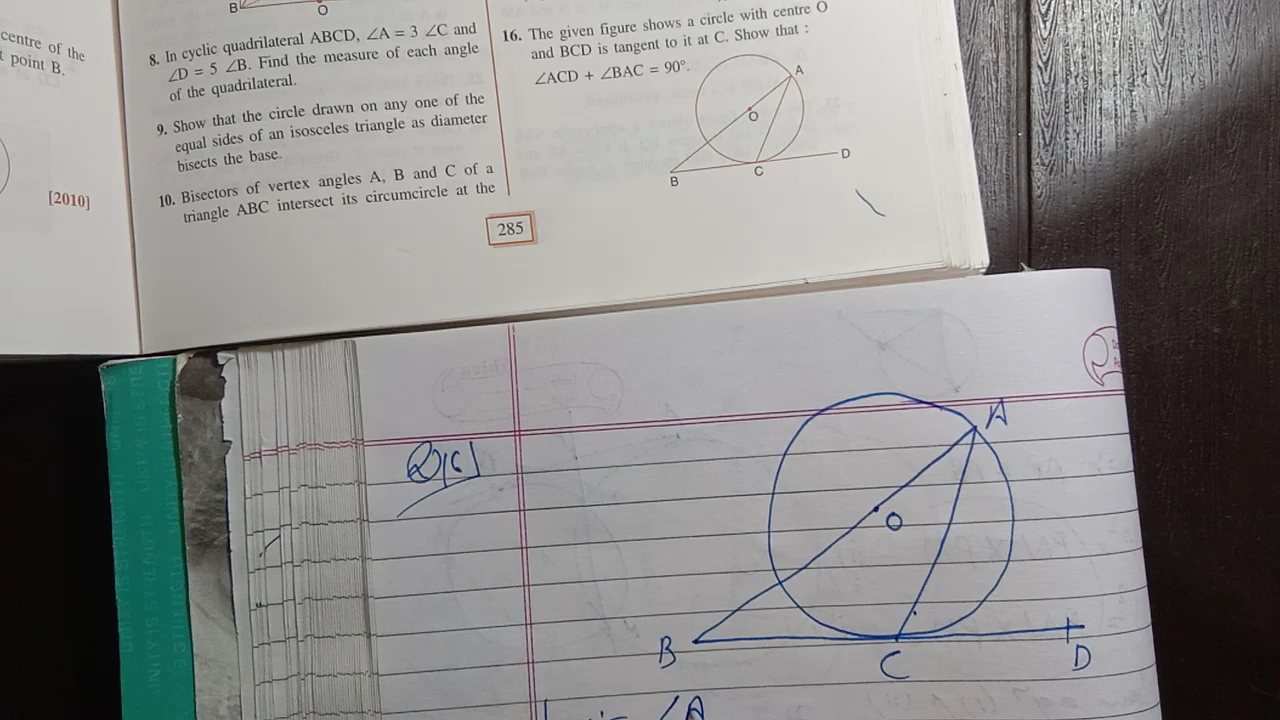 centre of the
point B.
[2010]
B
O
8. In cyclic quadrilateral ABCD, ∠A = 3 ∠C and
∠D = 5 ∠B. Find the measure of each angle
of the quadrilateral.
9. Show that the circle drawn on any one of the
equal sides of an isosceles triangle as diameter
bisects the base.
10. Bisectors of vertex angles A, B and C of a
triangle ABC intersect its circumcircle at the
16. The given figure shows a circle with centre O
and BCD is tangent to it at C. Show that :
∠ACD + ∠BAC = 90°.
A
O
B
C
D
285
Q16]
A
O
B
C
D
∠A